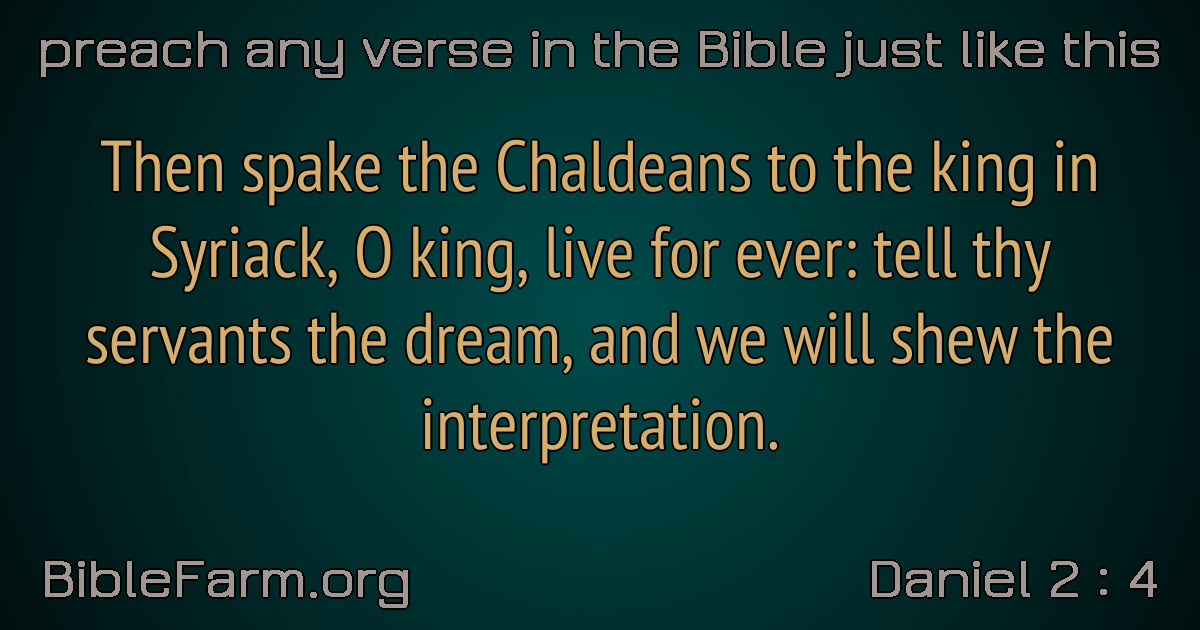 preach any verse in the Bible just like this
Then spake the Chaldeans to the king in
Syriack, O king, live for ever: tell thy
servants the dream, and we will shew the
interpretation.
BibleFarm.org
Daniel 2 : 4